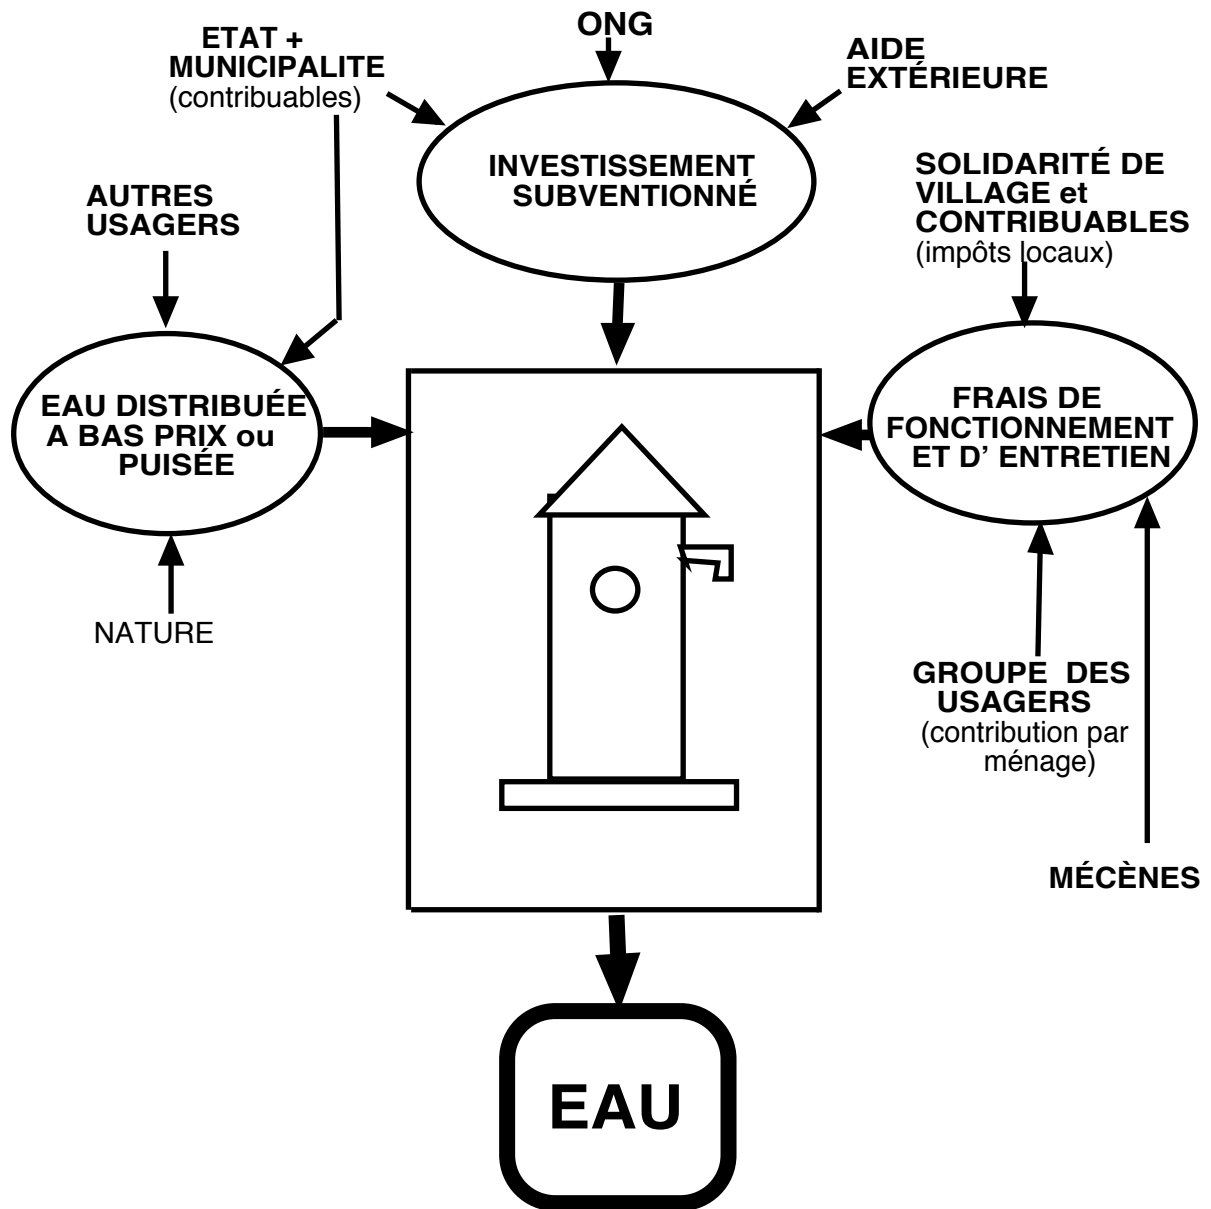 ONG
ETAT +
MUNICIPALITE
(contribuables)
AIDE
EXTÉRIEURE
INVESTISSEMENT
SUBVENTIONNÉ
SOLIDARITÉ DE
VILLAGE et
CONTRIBUABLES
(impôts locaux)
AUTRES
USAGERS
EAU DISTRIBUÉE
A BAS PRIX ou
PUISÉE
FRAIS DE
FONCTIONNEMENT
ET D' ENTRETIEN
NATURE
GROUPE DES
USAGERS
(contribution par
ménage)
MÉCÈNES
EAU